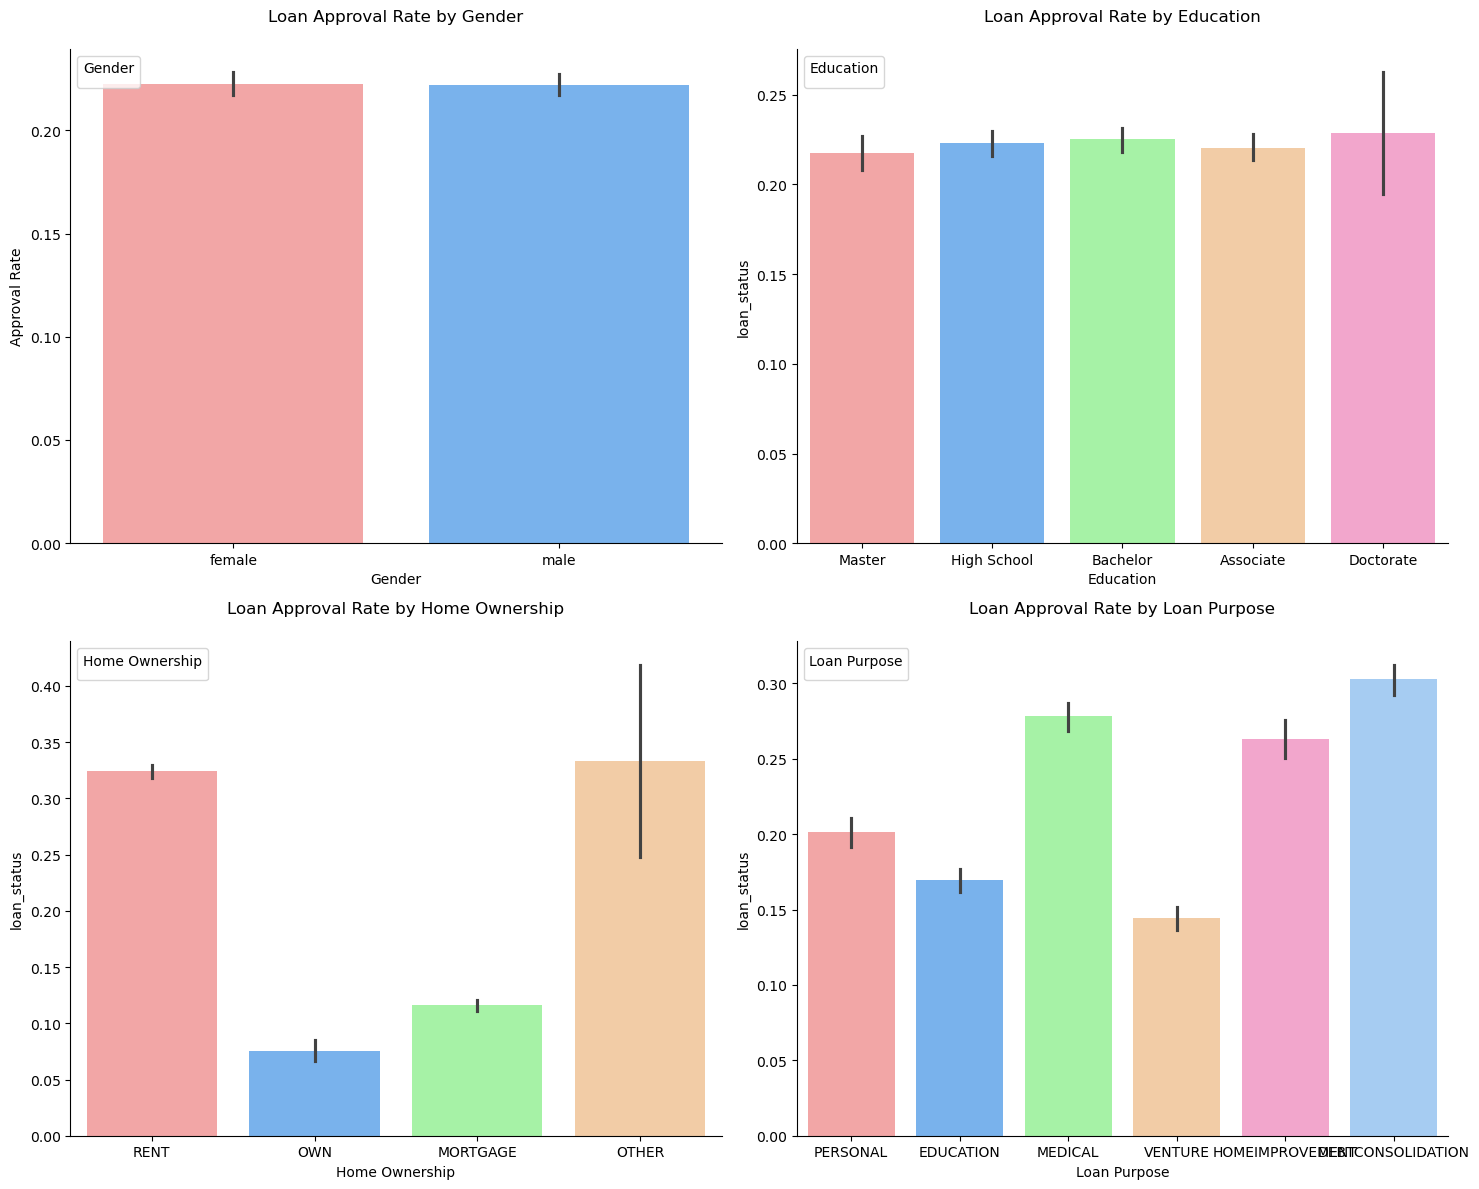 Loan Approval Rate by Gender
Gender
Approval Rate
0.20
0.15
0.10
0.05
0.00
female male
Gender
Loan Approval Rate by Education
Education
loan_status
0.25
0.20
0.15
0.10
0.05
0.00
Master High School Bachelor Associate Doctorate
Education
Loan Approval Rate by Home Ownership
Home Ownership
loan_status
0.40
0.35
0.30
0.25
0.20
0.15
0.10
0.05
0.00
RENT OWN MORTGAGE OTHER
Home Ownership
Loan Approval Rate by Loan Purpose
Loan Purpose
loan_status
0.30
0.25
0.20
0.15
0.10
0.05
0.00
PERSONAL EDUCATION MEDICAL VENTURE HOMEIMPROVEMENT DEBTCONSOLIDATION
Loan Purpose